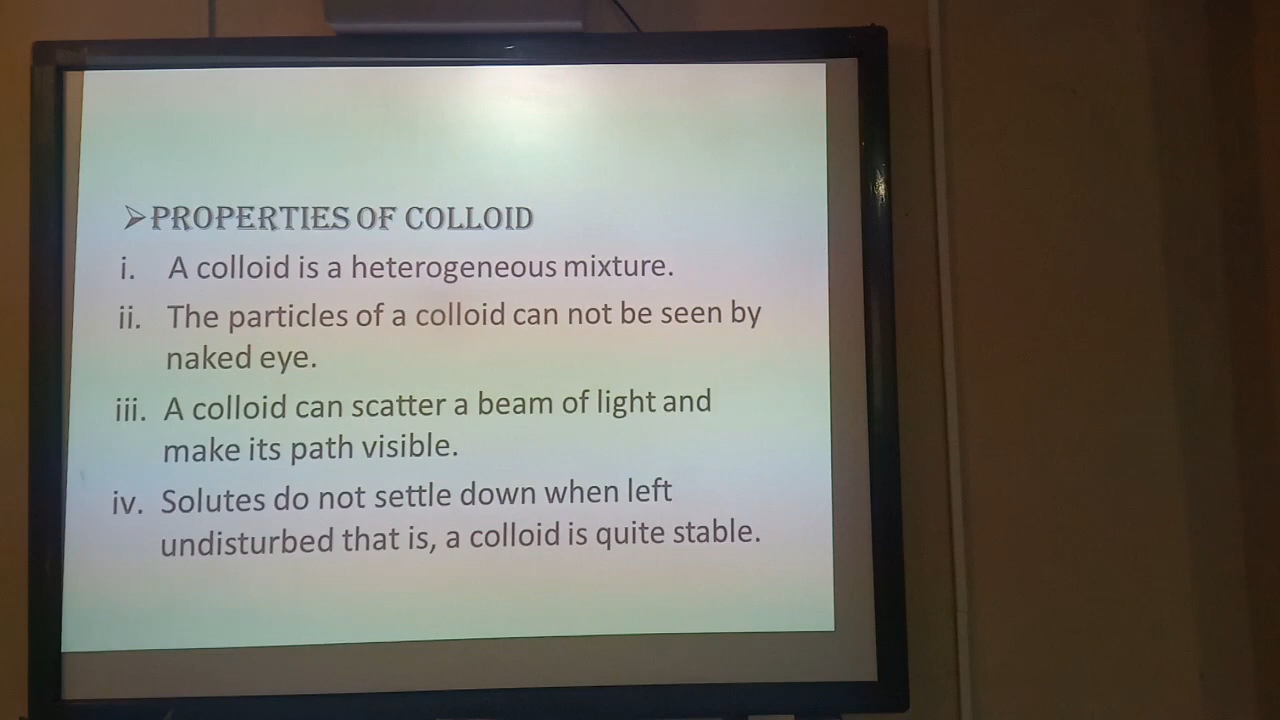 ➢PROPERTIES OF COLLOID
i. A colloid is a heterogeneous mixture.
ii. The particles of a colloid can not be seen by
naked eye.
iii. A colloid can scatter a beam of light and
make its path visible.
iv. Solutes do not settle down when left
undisturbed that is, a colloid is quite stable.